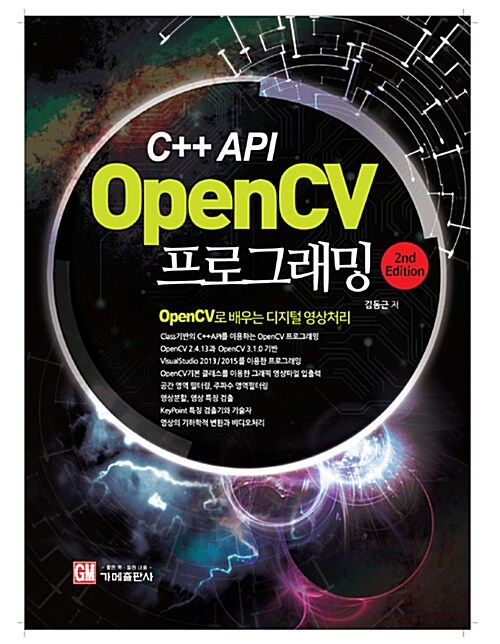 C++ API
OpenCV
프로그래밍
2nd
Edition
김동근 저
OpenCV로 배우는 디지털 영상처리
Class기반의 C++API를 이용하는 OpenCV 프로그래밍
OpenCV 2.4.13과 OpenCV 3.1.0 기반
VisualStudio 2013 / 2015를 이용한 프로그래밍
OpenCV기본 클래스를 이용한 그래픽 영상파일 입출력
공간 영역 필터링, 주파수 영역필터링
영상분할, 영상 특징 검출
KeyPoint 특징 검출기와 기술자
영상의 기하학적 변환과 비디오처리
GM
가메출판사